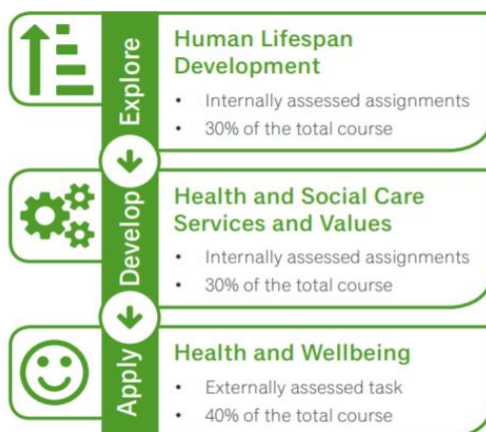 Explore
Human Lifespan
Development
• Internally assessed assignments
• 30% of the total course
Develop
Health and Social Care
Services and Values
• Internally assessed assignments
• 30% of the total course
Apply
Health and Wellbeing
• Externally assessed task
• 40% of the total course